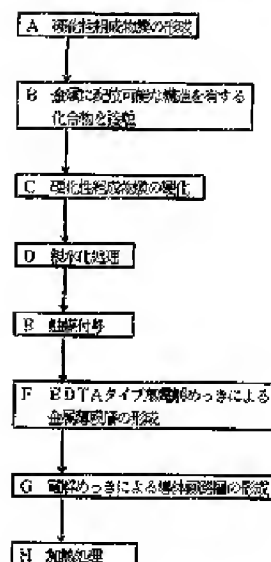 A 硬化性組成物層の形成
B 金属に配位可能な構造を有する
化合物を接触
C 硬化性組成物層の硬化
D 親水化処理
E 触媒付与
F EDTAタイプ無電解めっきによる
金属薄膜層の形成
G 電解めっきによる導体回路層の形成
H 加熱処理